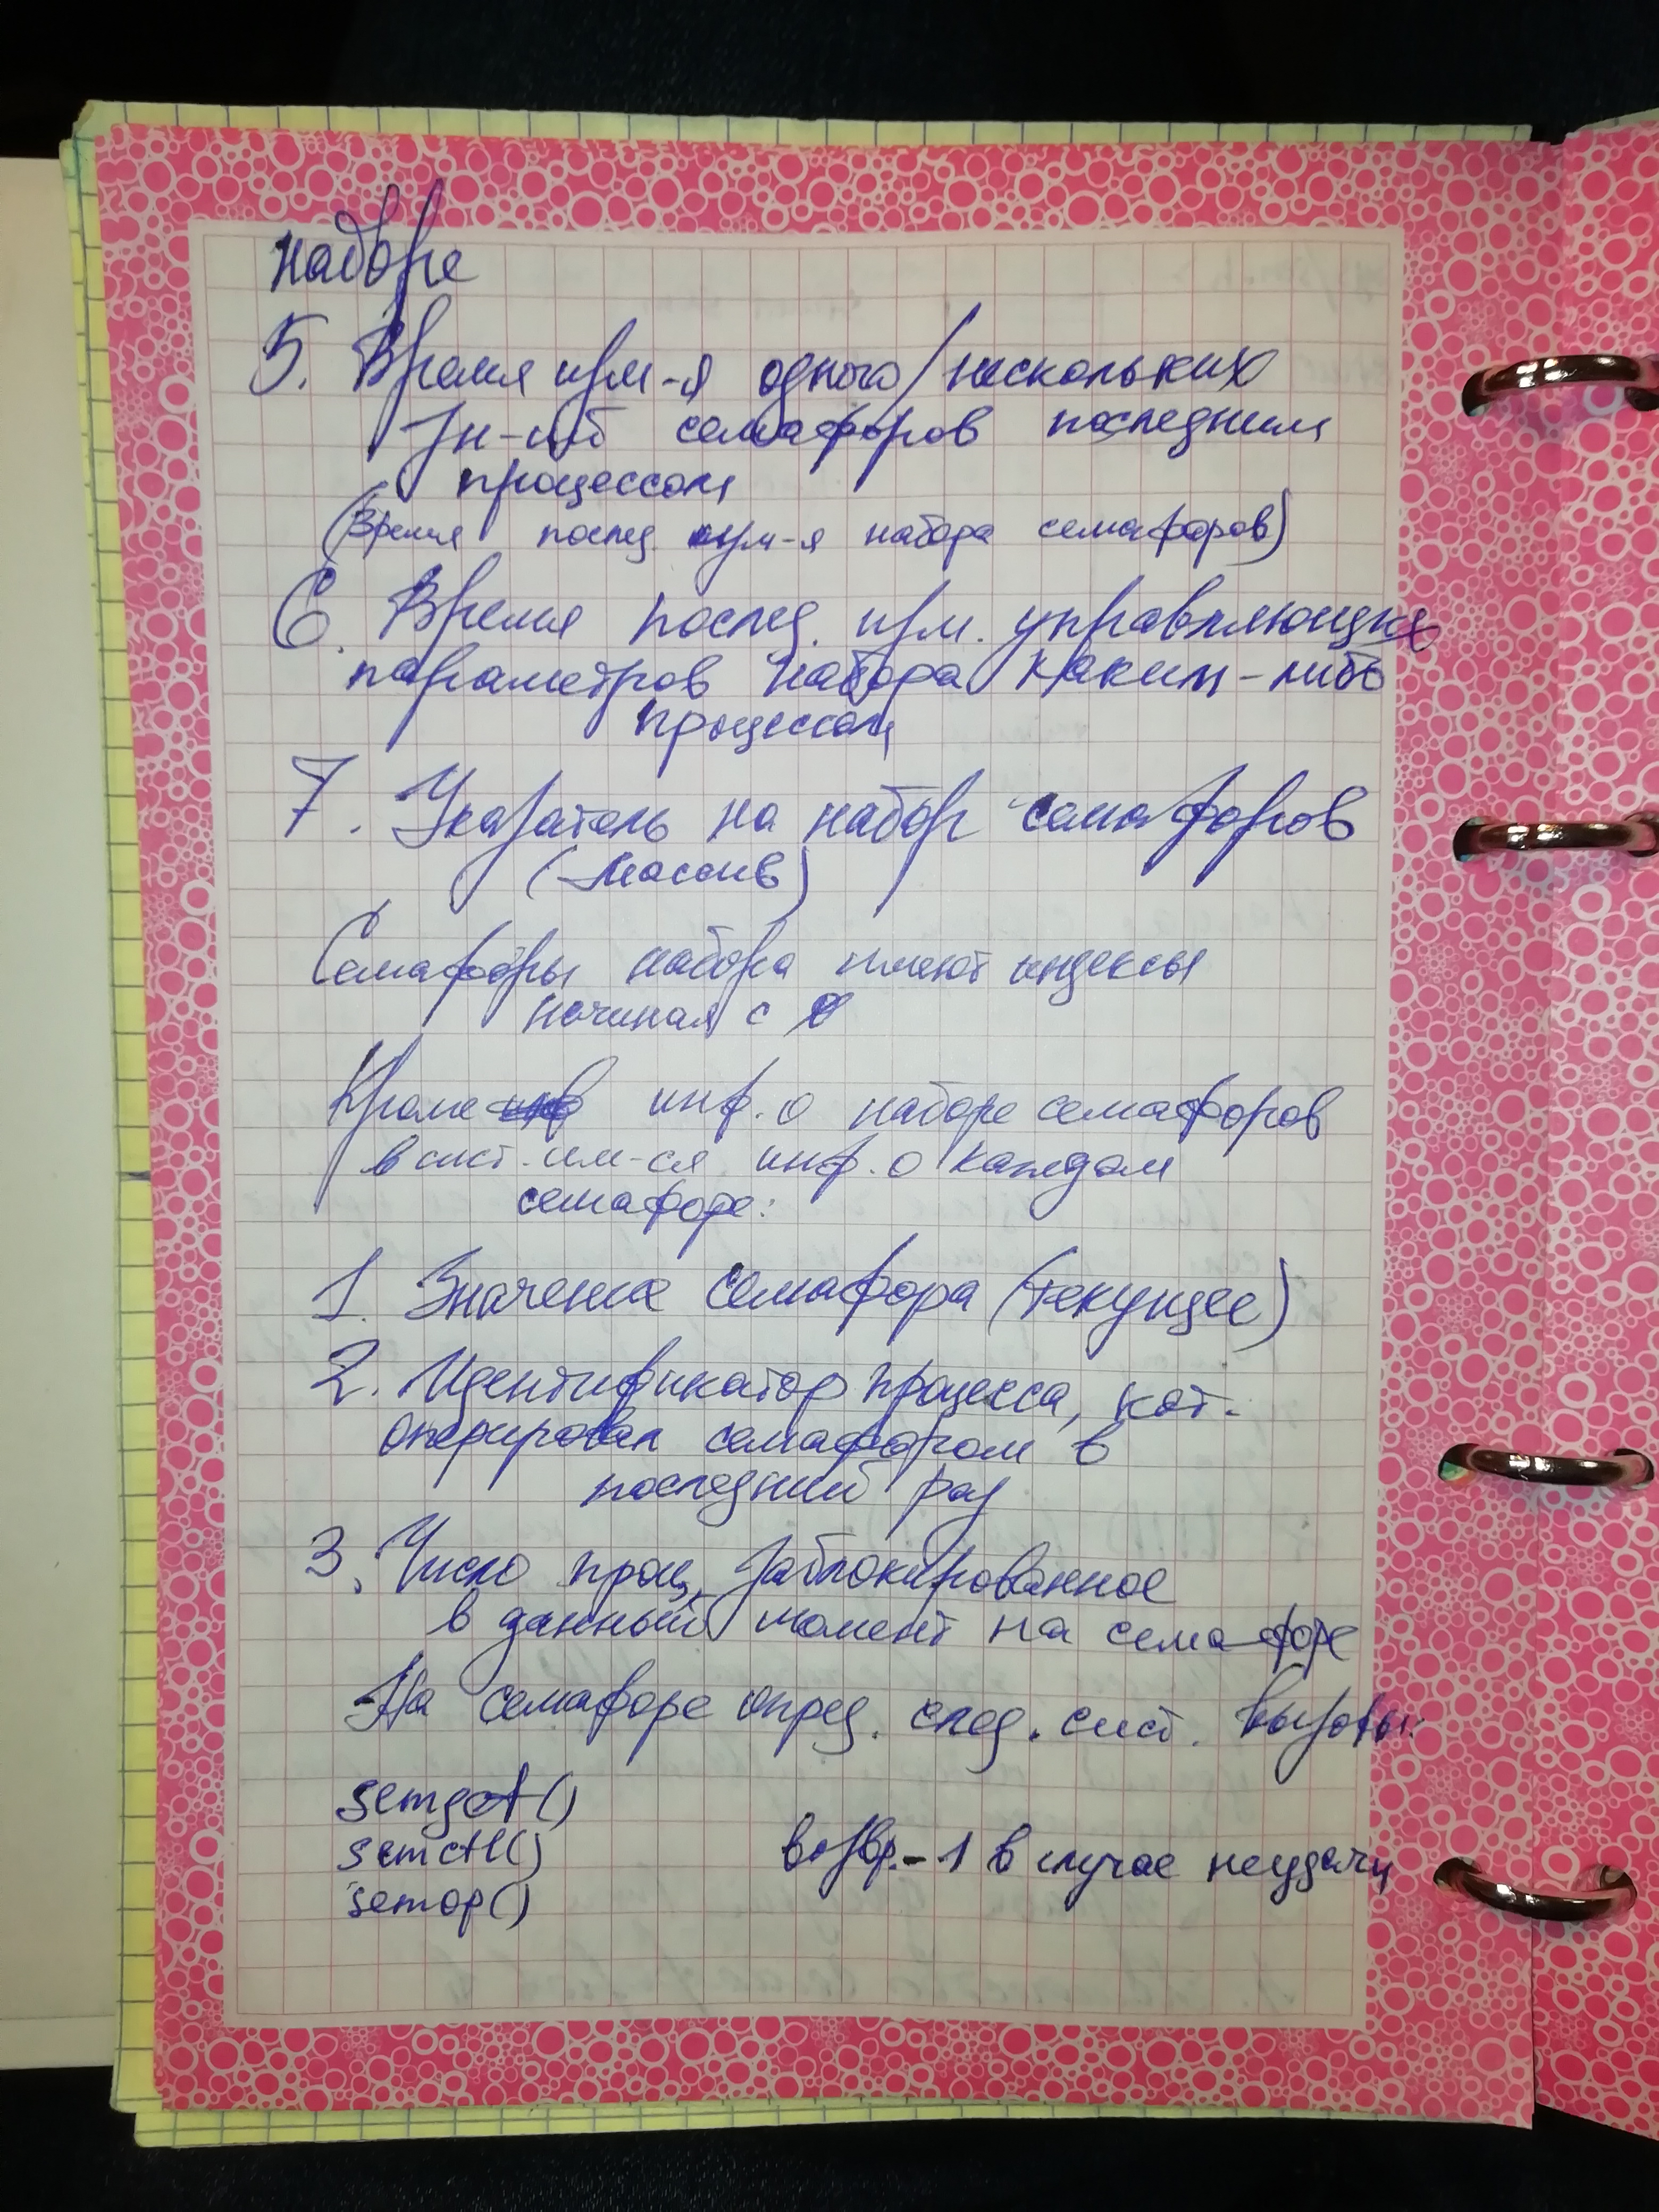 наборе
5. Время изм-я одного/нескольких
зн-ий семафоров последним
процессом
(Время послед. изм-я набора семафоров)
6. Время послед. изм. управляющих
параметров набора каким-либо
процессом
7. Указатель на набор семафоров
(массив)
Семафоры набора имеют индексы
начиная с 0
Кроме инф. о наборе семафоров
в сист. им-ся инф. о каждом
семафоре:
1. Значение семафора (текущее)
2. Идентификатор процесса, кот.
оперировал семафором в
последний раз
3. Число проц, заблокированное
в данный момент на семафоре
На семафоре опред. след. сист. вызовы:
semget()
semctl() возвр. -1 в случае неудачи
semop()